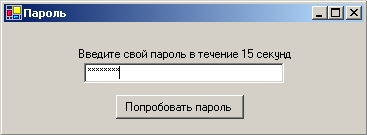 Пароль
Введите свой пароль в течение 15 секунд
********
Попробовать пароль